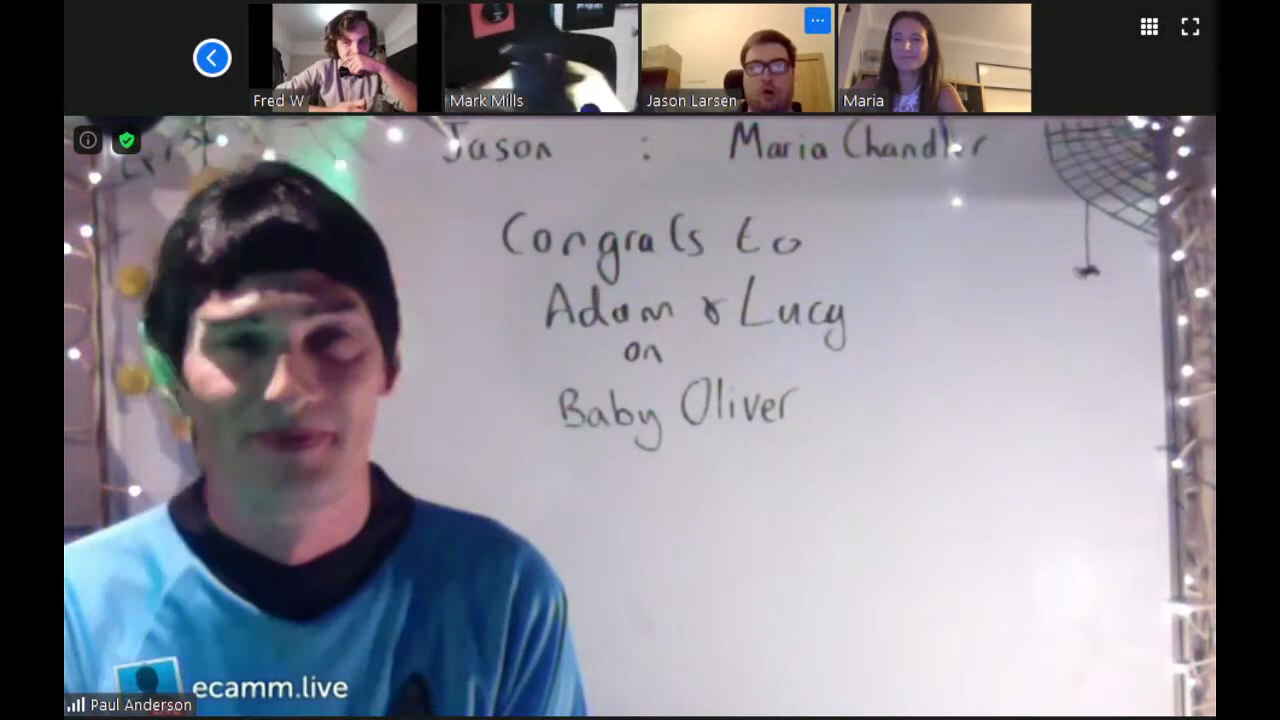 Fred W
Mark Mills
Jason Larsen
Maria
Jason : Maria Chandler
Congrats to
Adam & Lucy
on
Baby Oliver
ecamm.live
Paul Anderson